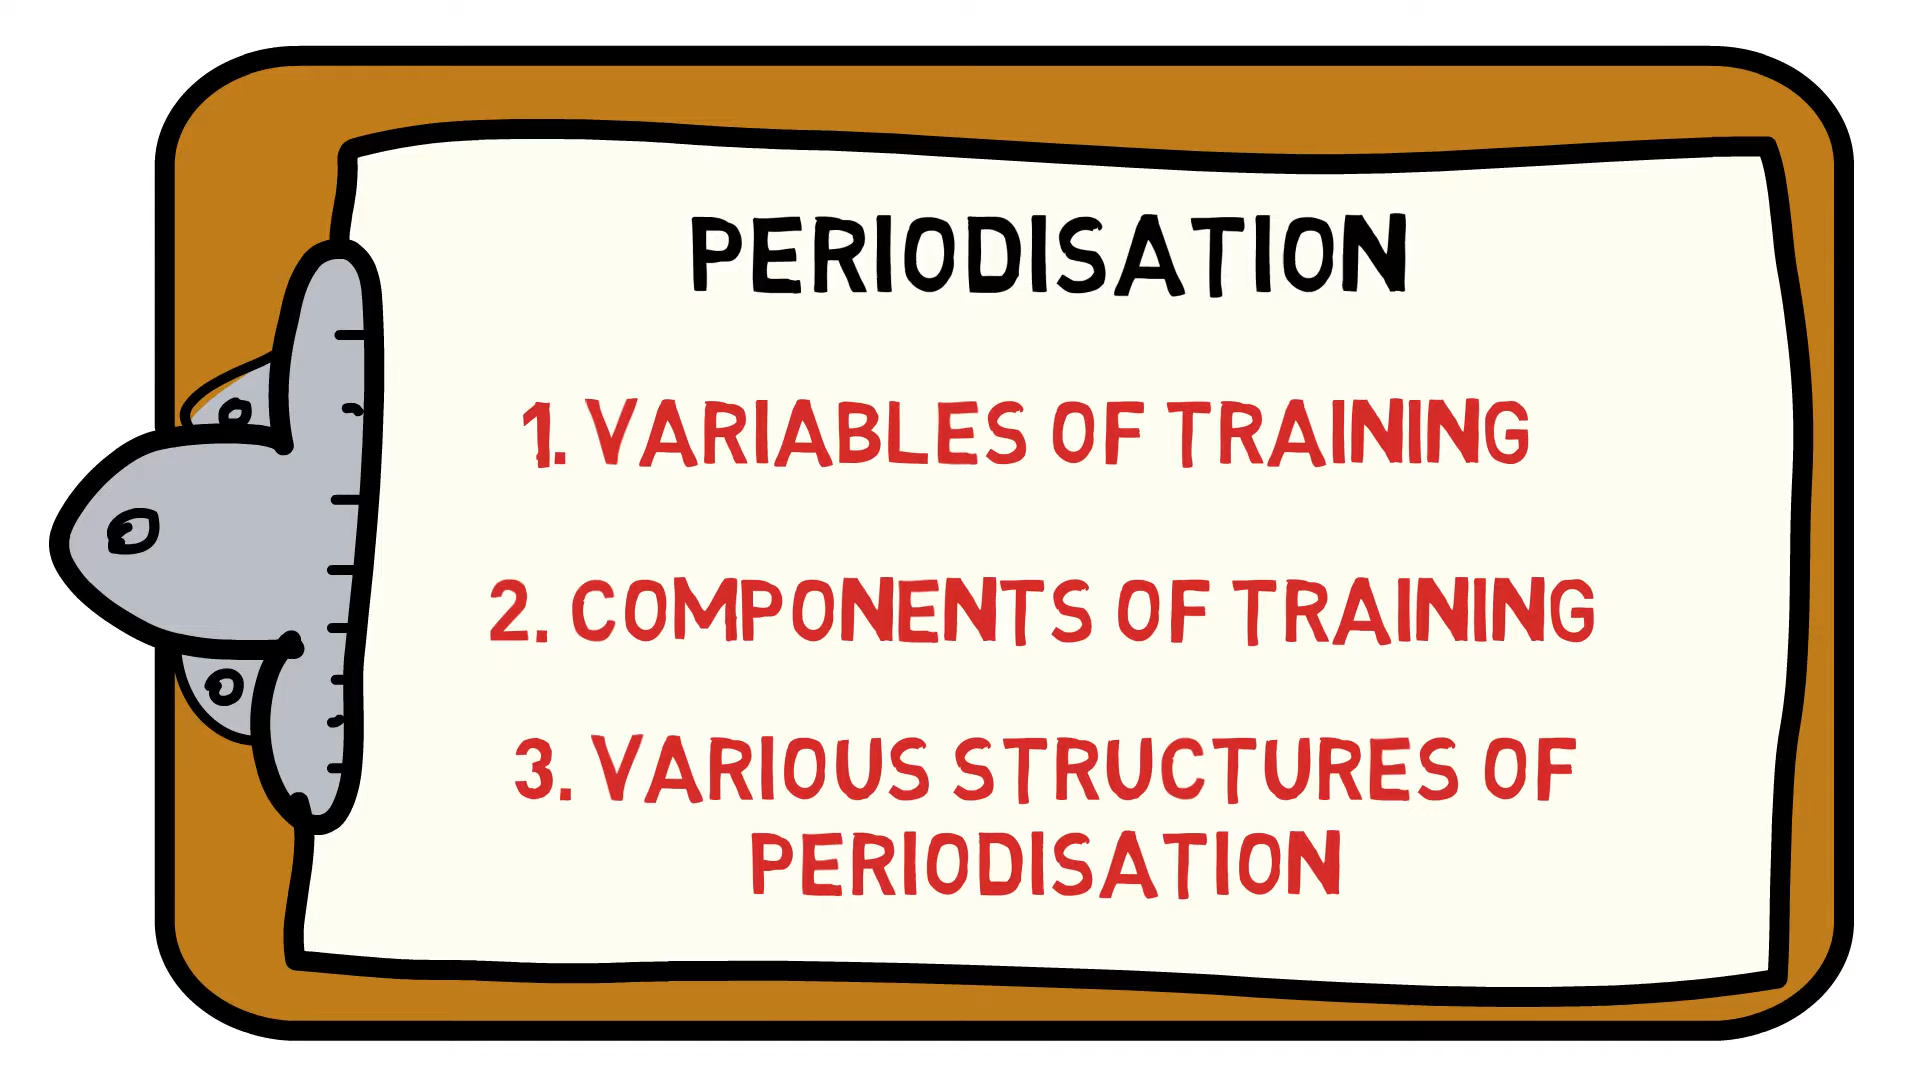 PERIODISATION
1. VARIABLES OF TRAINING
2. COMPONENTS OF TRAINING
3. VARIOUS STRUCTURES OF
PERIODISATION